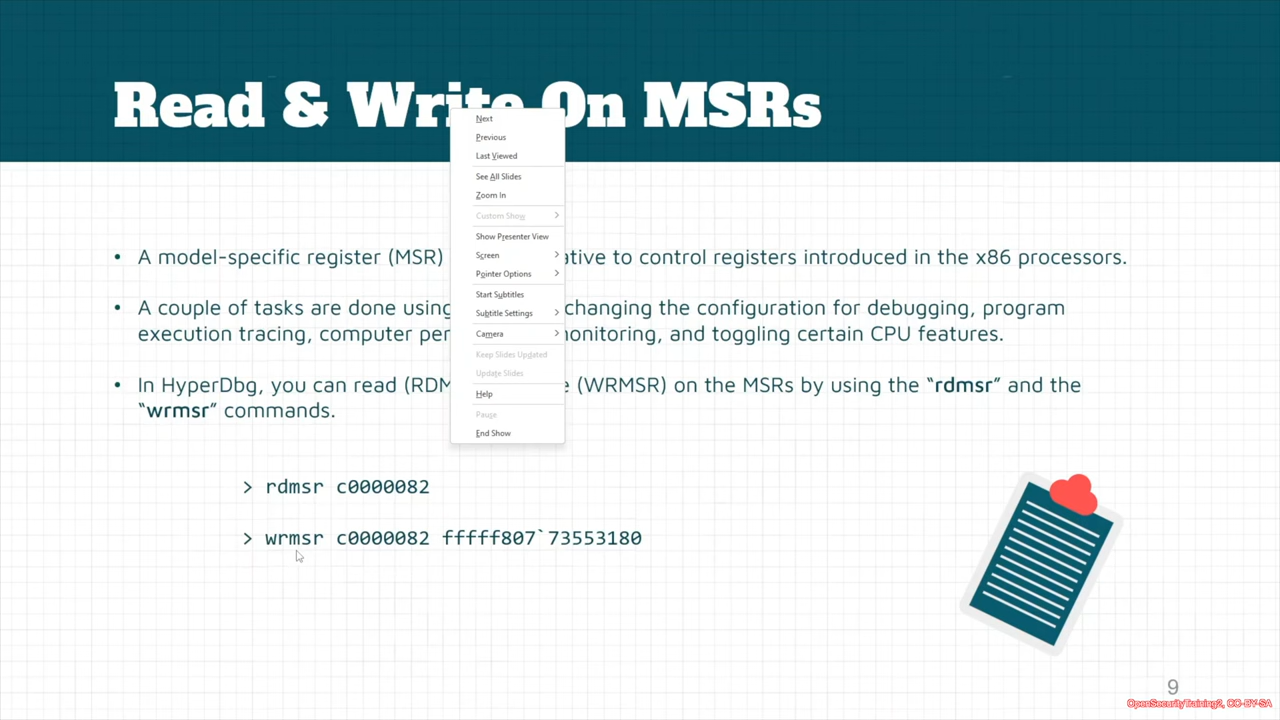 Read & Write On MSRs
Next
Previous
Last Viewed
See All Slides
Zoom In
Custom Show
Show Presenter View
Screen
Pointer Options
Start Subtitles
Subtitle Settings
Camera
Keep Slides Updated
Update Slides
Help
Pause
End Show
• A model-specific register (MSR) ative to control registers introduced in the x86 processors.
• A couple of tasks are done using changing the configuration for debugging, program
execution tracing, computer per onitoring, and toggling certain CPU features.
• In HyperDbg, you can read (RDM e (WRMSR) on the MSRs by using the “rdmsr” and the
“wrmsr” commands.
> rdmsr c0000082
> wrmsr c0000082 fffff807`73553180
9
OpenSecurityTraining2, CC-BY-SA